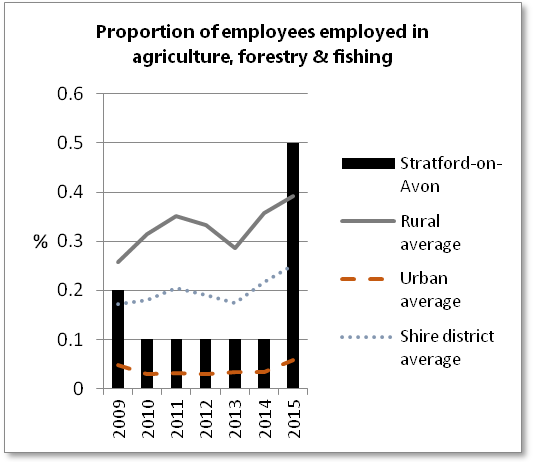 Proportion of employees employed in
agriculture, forestry & fishing
0.6
0.5
0.4
0.3
0.2
0.1
0
%
2009
2010
2011
2012
2013
2014
2015
Stratford-on-
Avon
Rural
average
Urban
average
Shire district
average